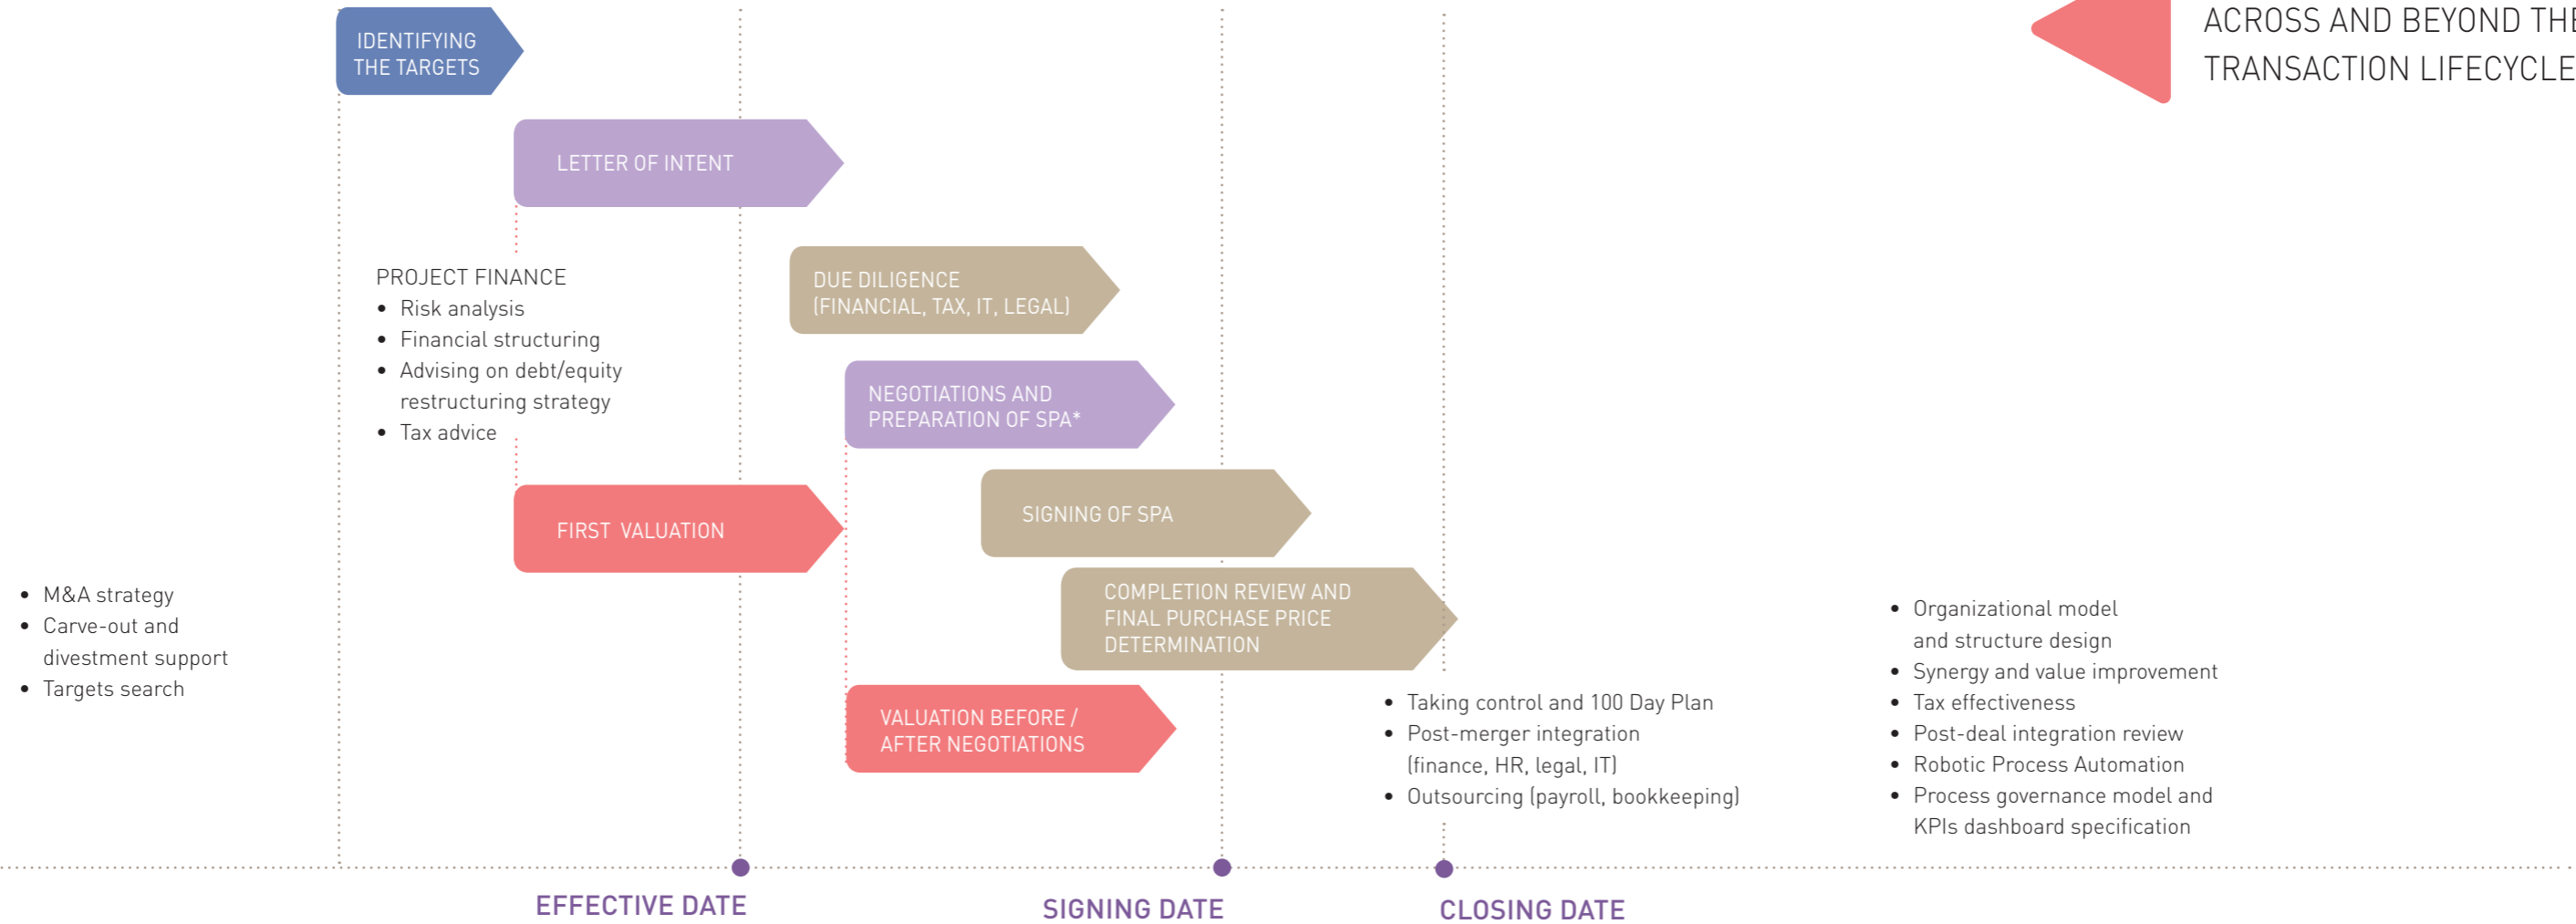 ACROSS AND BEYOND THE
TRANSACTION LIFECYCLE
IDENTIFYING
THE TARGETS
LETTER OF INTENT
PROJECT FINANCE
• Risk analysis
• Financial structuring
• Advising on debt/equity
restructuring strategy
• Tax advice
DUE DILIGENCE
(FINANCIAL, TAX, IT, LEGAL)
NEGOTIATIONS AND
PREPARATION OF SPA*
FIRST VALUATION
SIGNING OF SPA
COMPLETION REVIEW AND
FINAL PURCHASE PRICE
DETERMINATION
VALUATION BEFORE /
AFTER NEGOTIATIONS
• M&A strategy
• Carve-out and
divestment support
• Targets search
• Taking control and 100 Day Plan
• Post-merger integration
(finance, HR, legal, IT)
• Outsourcing (payroll, bookkeeping)
• Organizational model
and structure design
• Synergy and value improvement
• Tax effectiveness
• Post-deal integration review
• Robotic Process Automation
• Process governance model and
KPIs dashboard specification
EFFECTIVE DATE
SIGNING DATE
CLOSING DATE